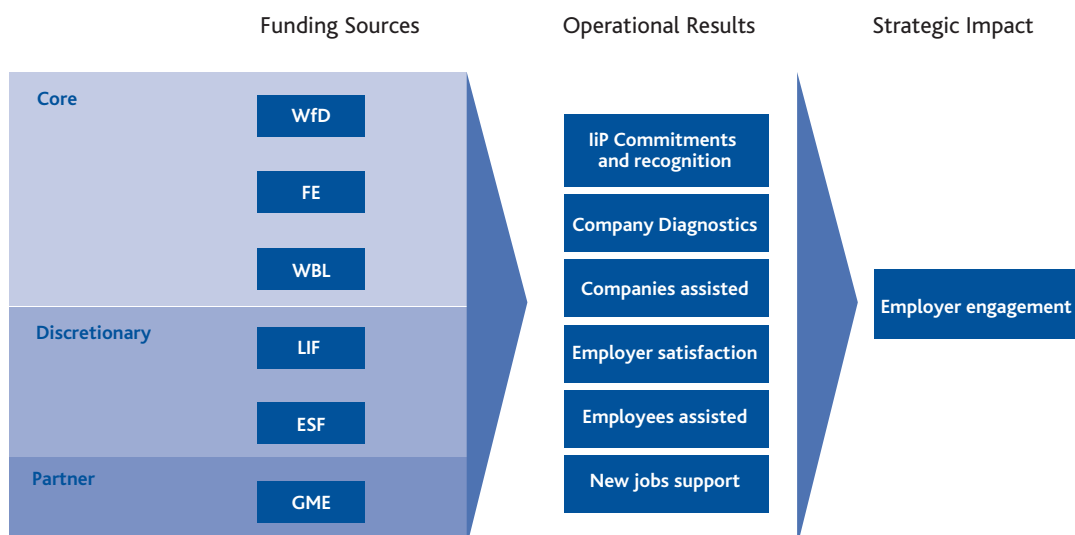 Funding Sources
Operational Results
Strategic Impact
Core
WfD
FE
WBL
Discretionary
LIF
ESF
Partner
GME
IiP Commitments
and recognition
Company Diagnostics
Companies assisted
Employer satisfaction
Employees assisted
New jobs support
Employer engagement